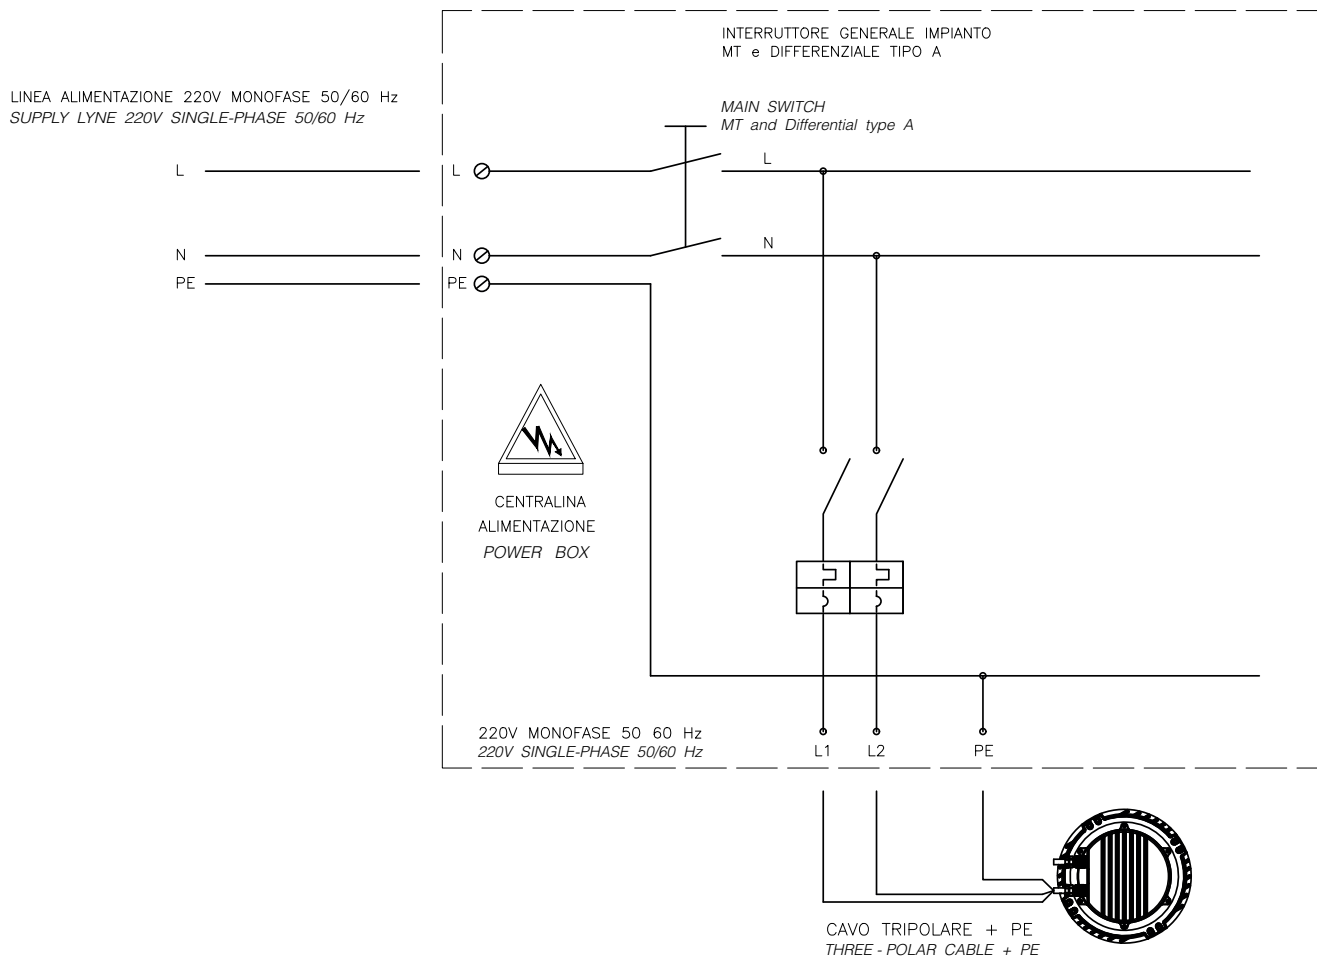 INTERRUTTORE GENERALE IMPIANTO
MT e DIFFERENZIALE TIPO A
LINEA ALIMENTAZIONE 220V MONOFASE 50/60 Hz
SUPPLY LYNE 220V SINGLE-PHASE 50/60 Hz
MAIN SWITCH
MT and Differential type A
L
L
L
N
N
N
PE
PE
CENTRALINA
ALIMENTAZIONE
POWER BOX
220V MONOFASE 50 60 Hz
220V SINGLE-PHASE 50/60 Hz
L1
L2
PE
CAVO TRIPOLARE + PE
THREE - POLAR CABLE + PE